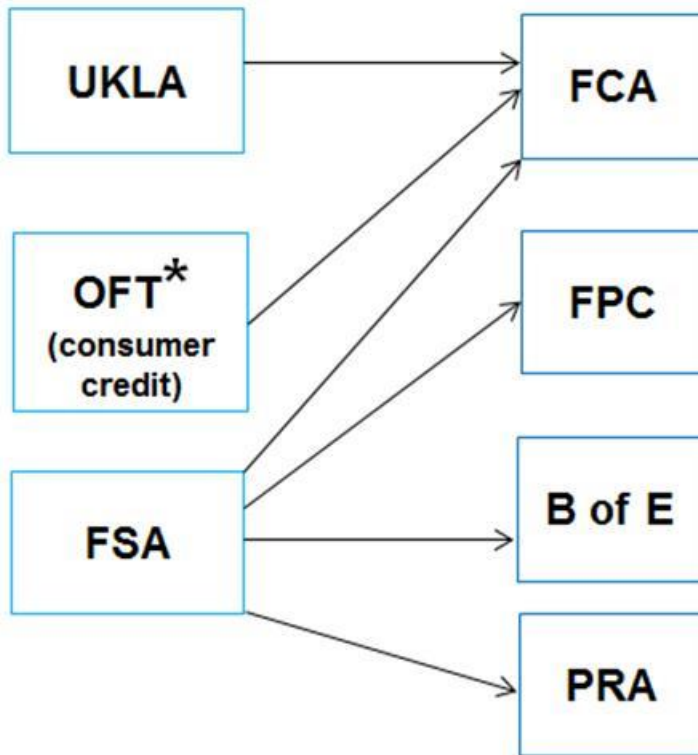 UKLA
FCA
OFT*
(consumer
credit)
FPC
FSA
B of E
PRA